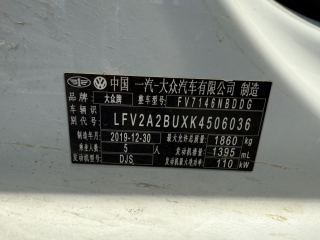 中国 一汽-大众汽车有限公司 制造
品牌 大众牌 整车型号 FV7146NBDDG
车辆识别代号 LFV2A2BUXK4506036
制造年月 2019-12-30 最大允许总质量 1860 kg
乘坐人数 5 人 发动机排量 1395 mL
发动机型号 DJS 发动机最大净功率 110 kW